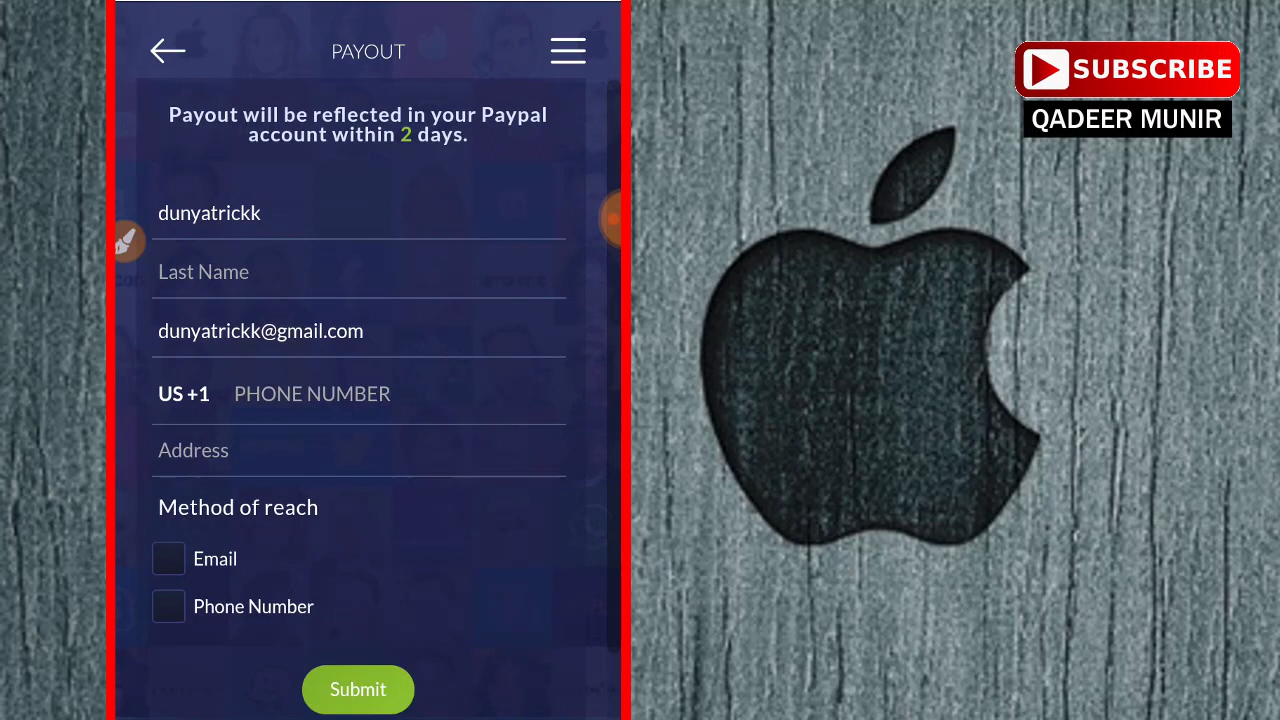 PAYOUT
Payout will be reflected in your Paypal
account within 2 days.
dunyatrickk
Last Name
dunyatrickk@gmail.com
US +1 PHONE NUMBER
Address
Method of reach
Email
Phone Number
Submit
SUBSCRIBE
QADEER MUNIR